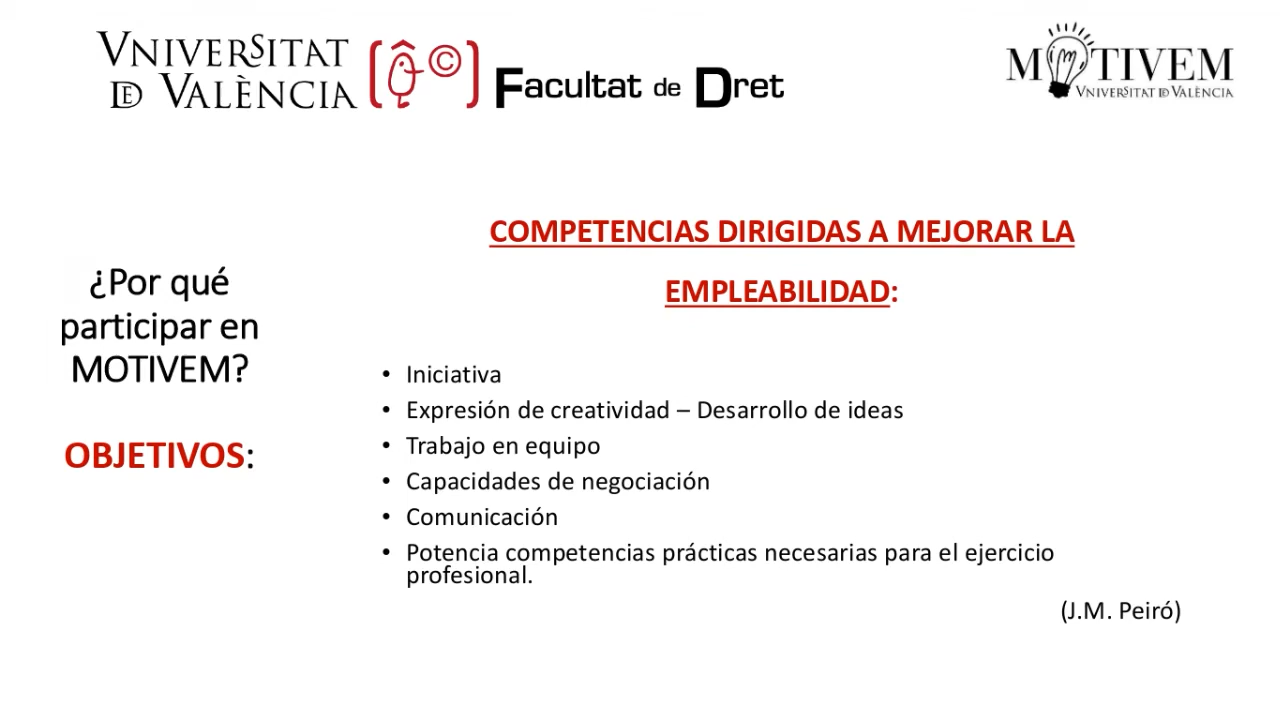 VNIVERSITAT
DE VALÈNCIA
©
Facultat de Dret
MOTIVEM
VNIVERSITAT DE VALÈNCIA
¿Por qué
participar en
MOTIVEM?
OBJETIVOS:
COMPETENCIAS DIRIGIDAS A MEJORAR LA
EMPLEABILIDAD:
• Iniciativa
• Expresión de creatividad – Desarrollo de ideas
• Trabajo en equipo
• Capacidades de negociación
• Comunicación
• Potencia competencias prácticas necesarias para el ejercicio
profesional.
(J.M. Peiró)